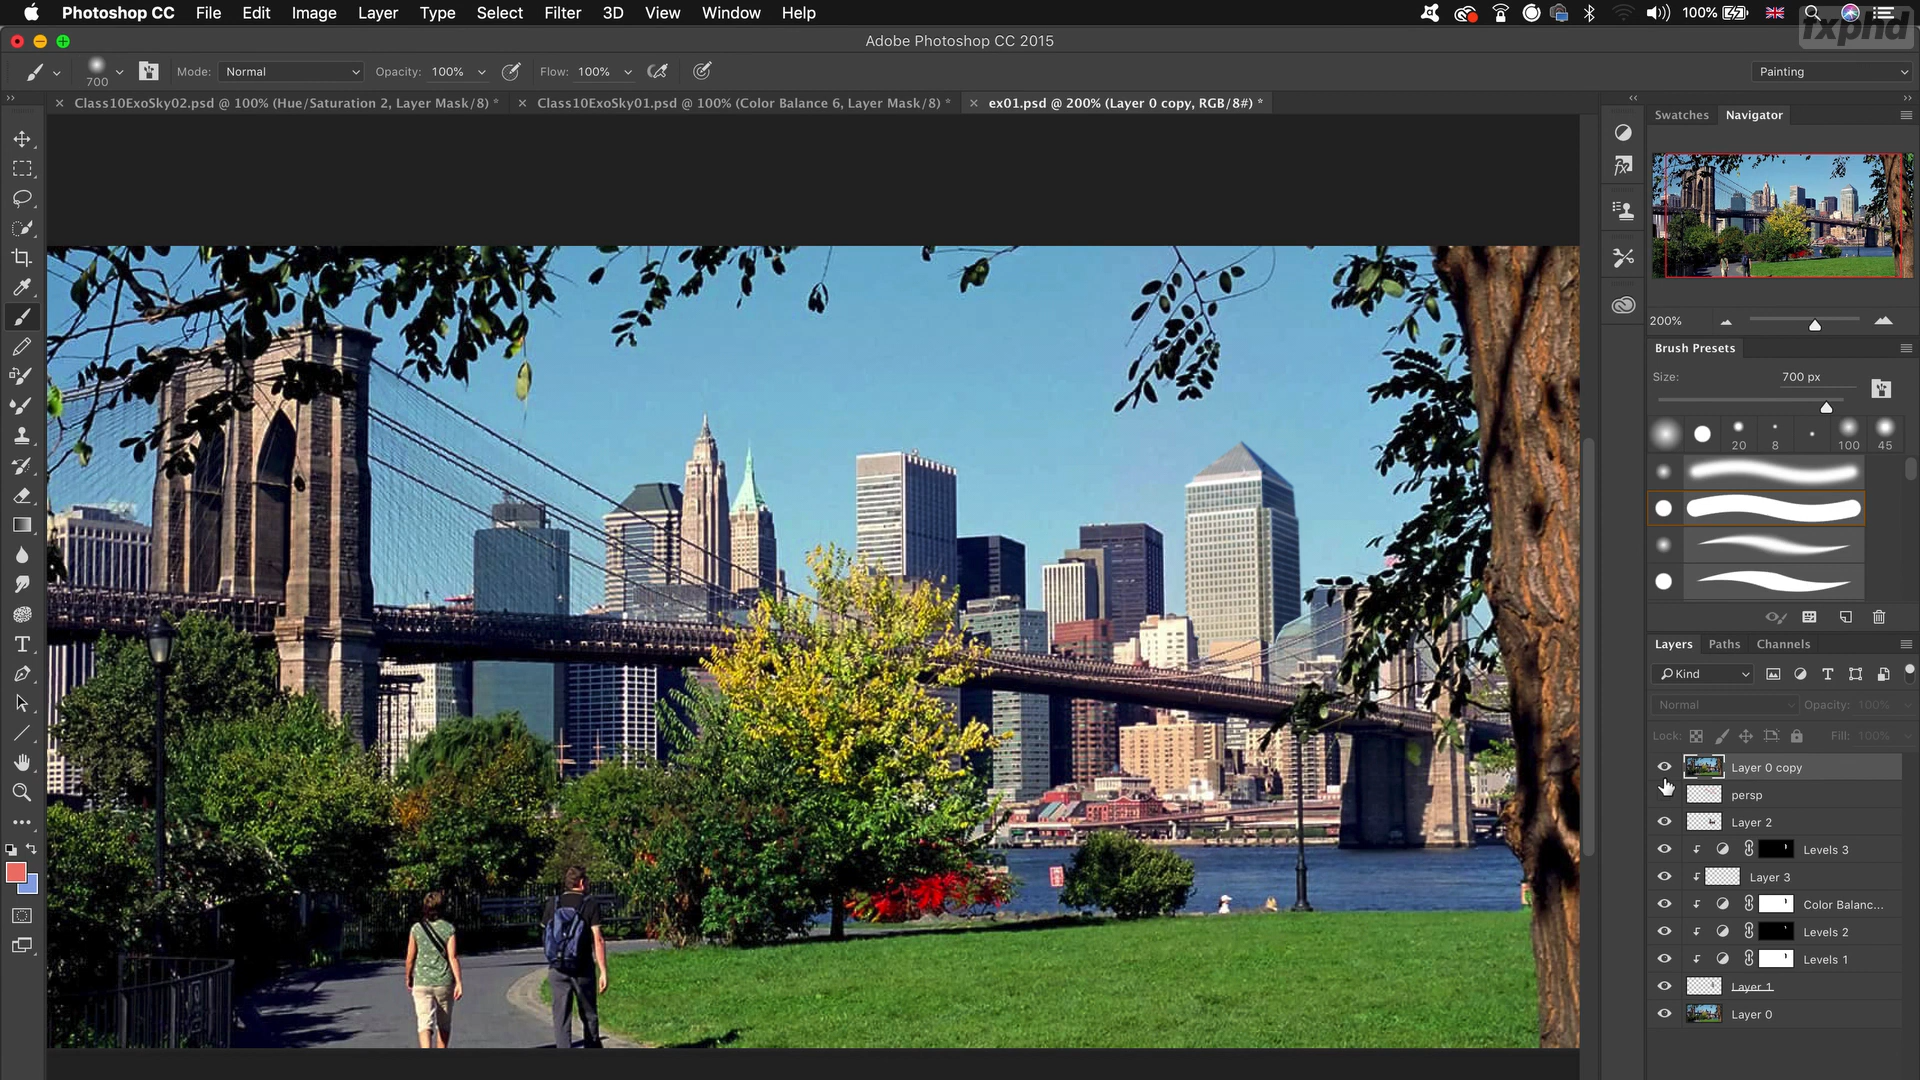 Photoshop CC File Edit Image Layer Type Select Filter 3D View Window Help 100%
fxphd
Adobe Photoshop CC 2015
700 Mode: Normal Opacity: 100% Flow: 100% Painting
Class10ExoSky02.psd @ 100% (Hue/Saturation 2, Layer Mask/8) * Class10ExoSky01.psd @ 100% (Color Balance 6, Layer Mask/8) * ex01.psd @ 200% (Layer 0 copy, RGB/8#) *
Swatches Navigator
200%
Brush Presets
Size: 700 px
20 8 100 45
Layers Paths Channels
Kind
Normal Opacity: 100%
Lock: Fill: 100%
Layer 0 copy
persp
Layer 2
Levels 3
Layer 3
Color Balanc...
Levels 2
Levels 1
Layer 1
Layer 0